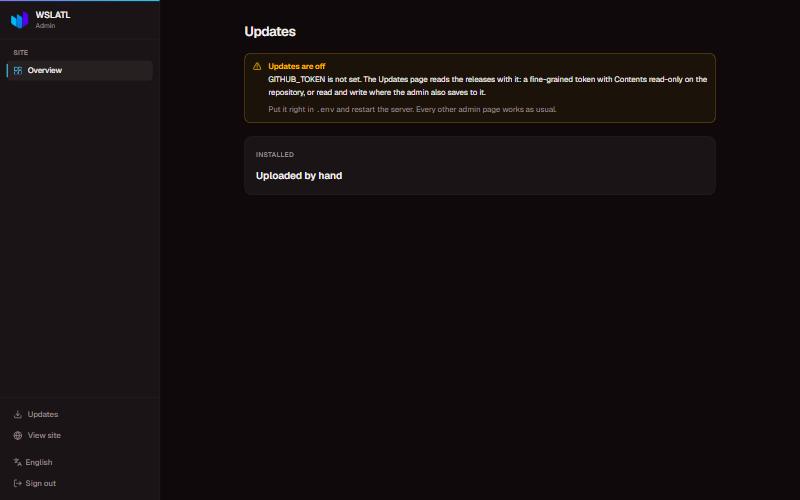 WSLATL
Admin
SITE
Overview
Updates
View site
English
Sign out
Updates
Updates are off
GITHUB_TOKEN is not set. The Updates page reads the releases with it: a fine-grained token with Contents read-only on the
repository, or read and write where the admin also saves to it.
Put it right in .env and restart the server. Every other admin page works as usual.
INSTALLED
Uploaded by hand